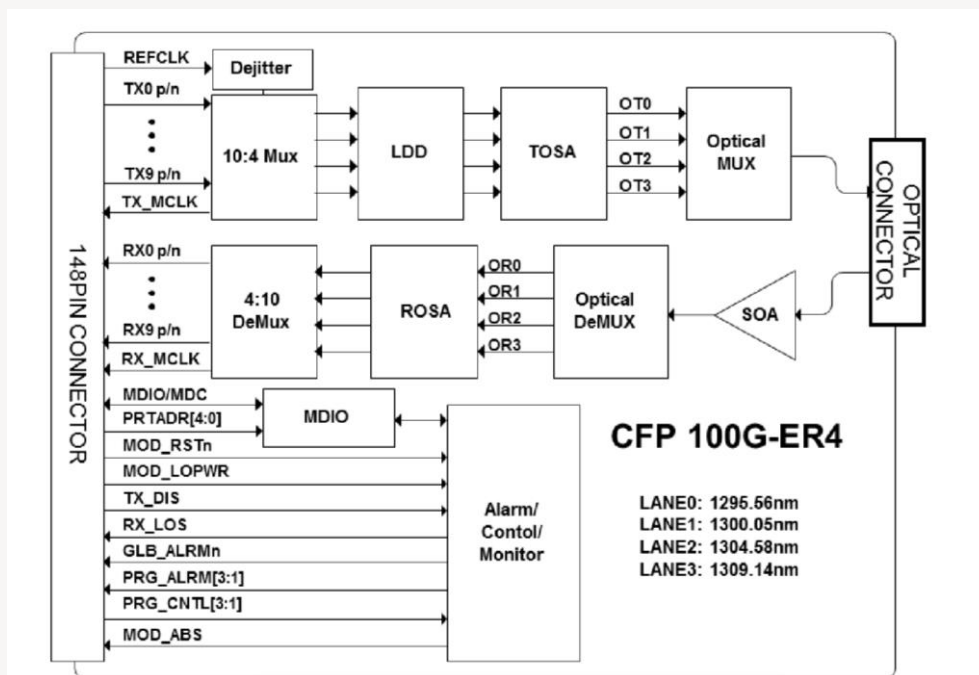 REFCLK
Dejitter
TX0 p/n
TX9 p/n
TX_MCLK
10:4 Mux
LDD
TOSA
OT0
OT1
OT2
OT3
Optical
MUX
OPTICAL
CONNECTOR
148PIN CONNECTOR
RX0 p/n
RX9 p/n
RX_MCLK
4:10
DeMux
ROSA
OR0
OR1
OR2
OR3
Optical
DeMUX
SOA
MDIO/MDC
PRTADR[4:0]
MOD_RSTn
MOD_LOPWR
TX_DIS
RX_LOS
GLB_ALRMn
PRG_ALRM[3:1]
PRG_CNTL[3:1]
MOD_ABS
MDIO
Alarm/
Contol/
Monitor
CFP 100G-ER4
LANE0: 1295.56nm
LANE1: 1300.05nm
LANE2: 1304.58nm
LANE3: 1309.14nm